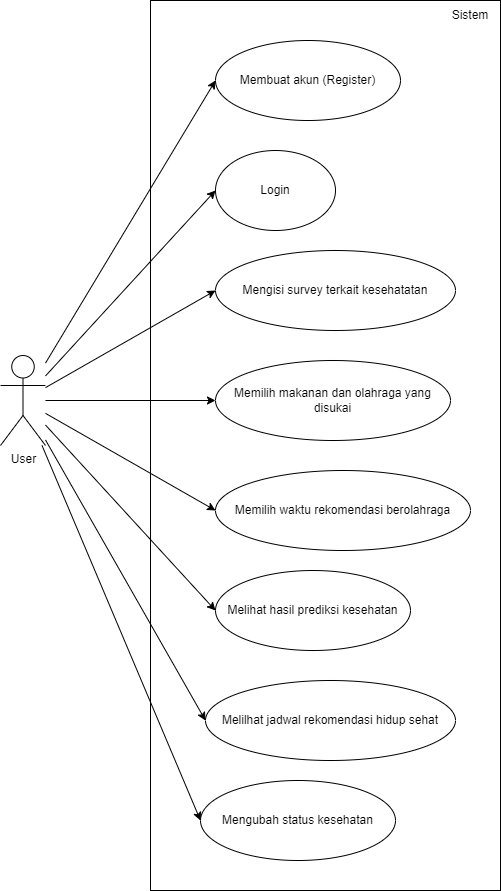 Sistem
Membuat akun (Register)
Login
Mengisi survey terkait kesehatatan
Memilih makanan dan olahraga yang
disukai
User
Memilih waktu rekomendasi berolahraga
Melihat hasil prediksi kesehatan
Melilhat jadwal rekomendasi hidup sehat
Mengubah status kesehatan